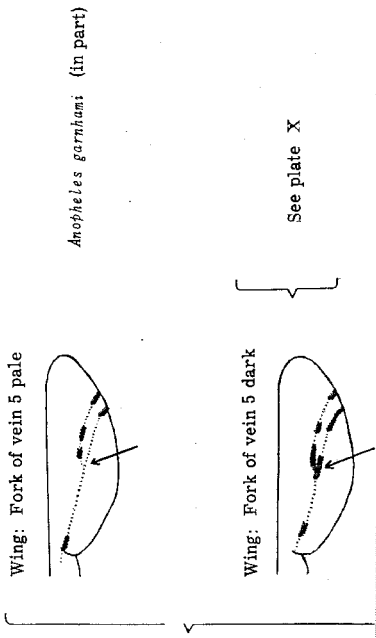 Wing: Fork of vein 5 pale
Anopheles garnhami (in part)
Wing: Fork of vein 5 dark
See plate X